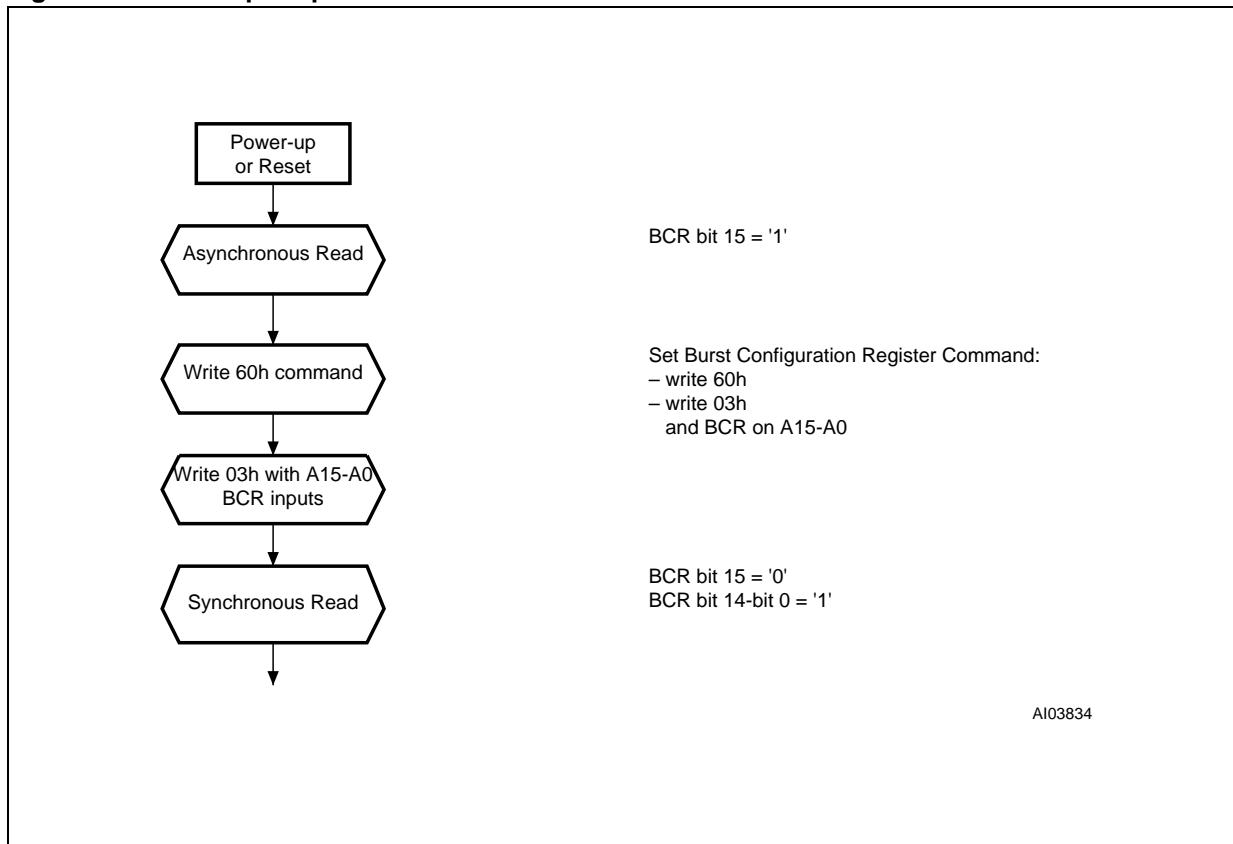 Power-up
or Reset
Asynchronous Read
BCR bit 15 = '1'
Write 60h command
Set Burst Configuration Register Command:
– write 60h
– write 03h
and BCR on A15-A0
Write 03h with A15-A0
BCR inputs
Synchronous Read
BCR bit 15 = '0'
BCR bit 14-bit 0 = '1'
AI03834